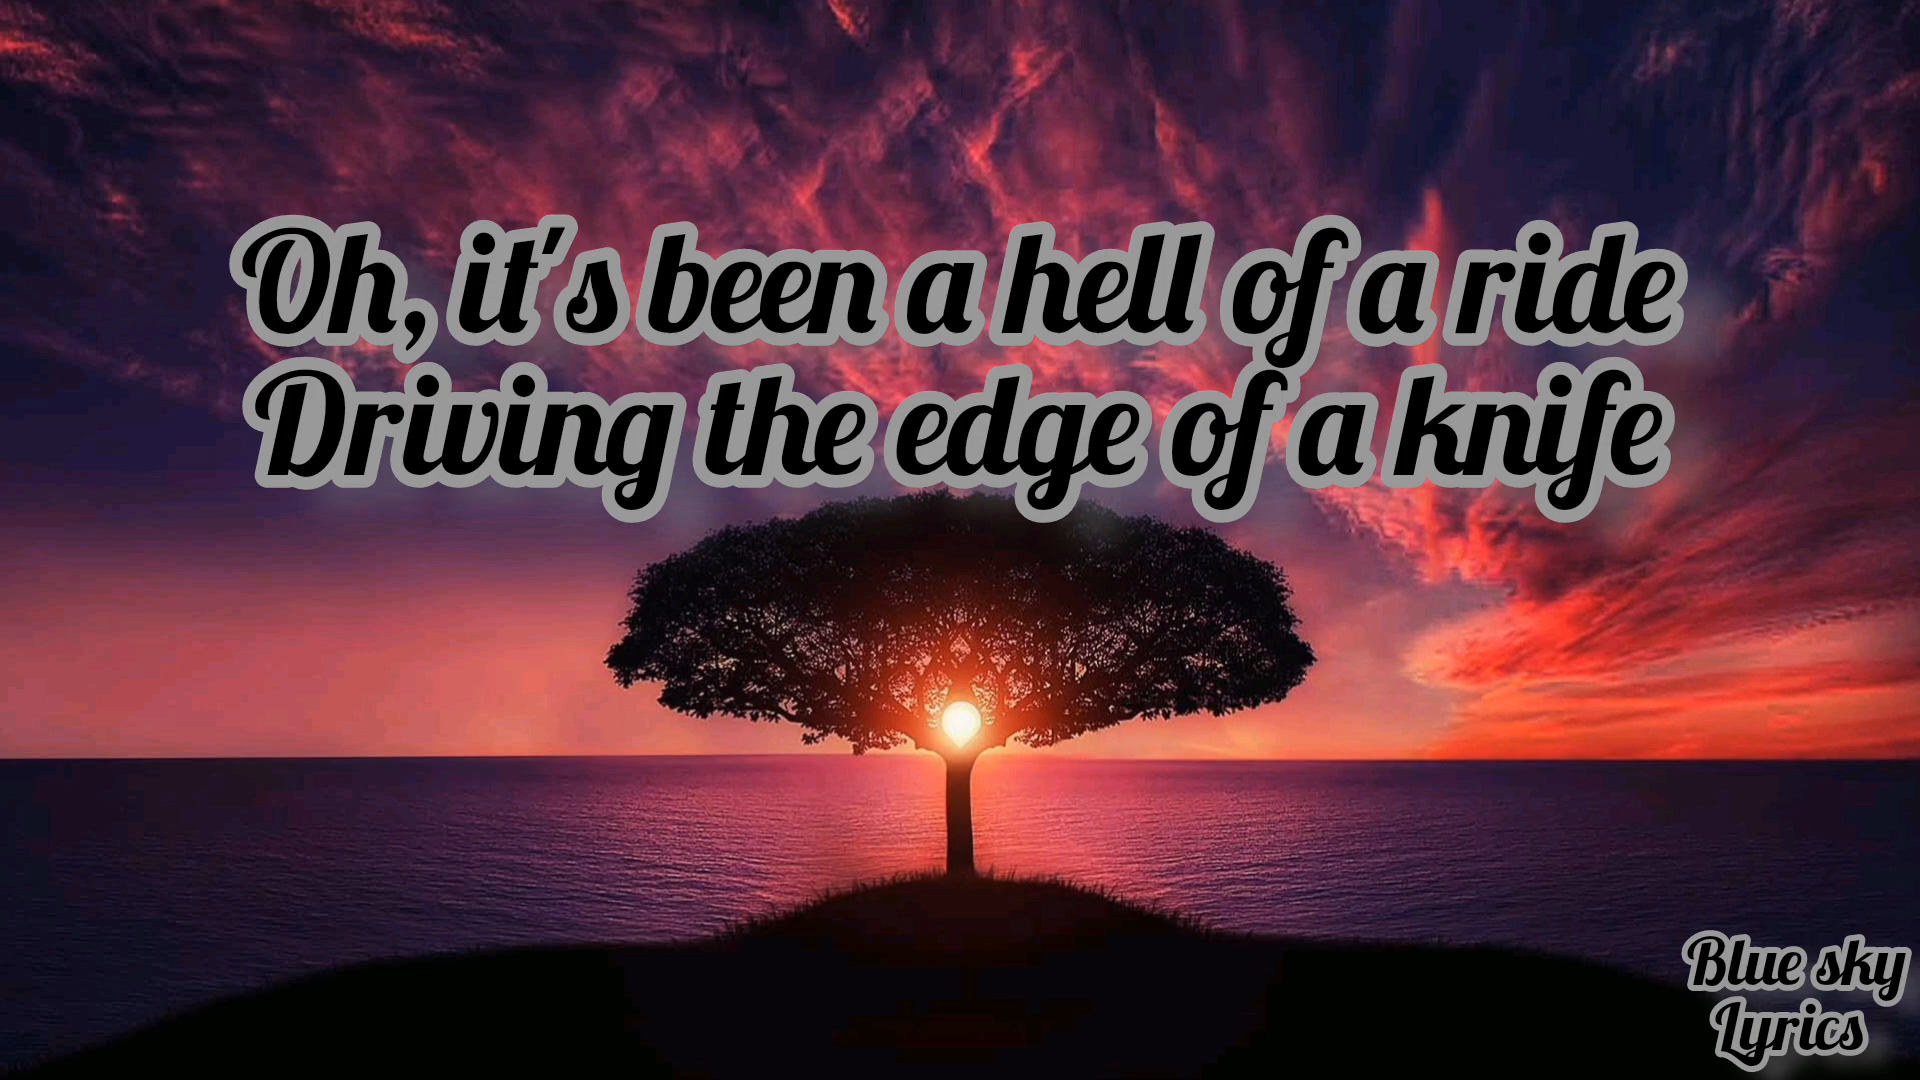 Oh, it's been a hell of a ride
Driving the edge of a knife
Blue sky
Lyrics